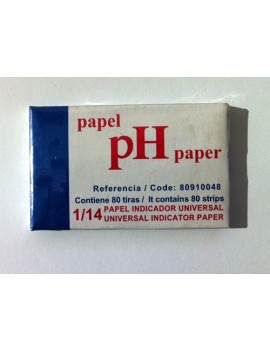 papel
pH paper
Referencia / Code: 80910048
Contiene 80 tiras / It contains 80 strips
1/14 PAPEL INDICADOR UNIVERSAL
UNIVERSAL INDICATOR PAPER